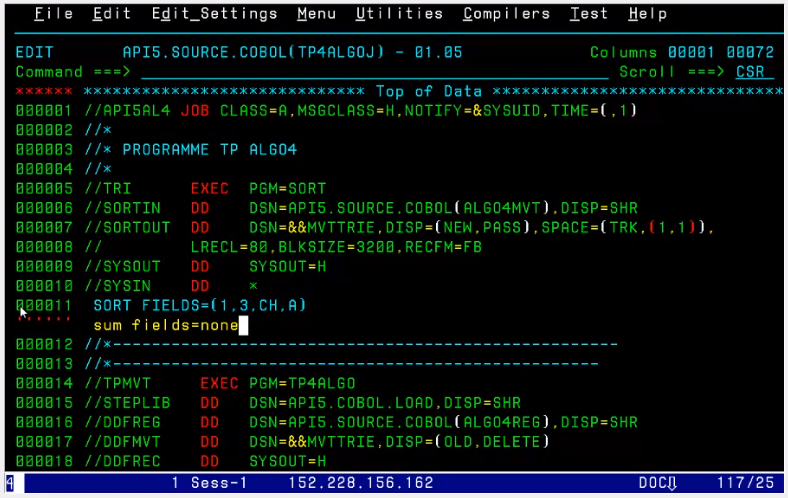 File Edit Edit_Settings Menu Utilities Compilers Test Help
EDIT API5.SOURCE.COBOL(TP4ALGOJ) - 01.05 Columns 00001 00072
Command ===> Scroll ===> CSR
****** **************************** Top of Data ******************************
000001 //API5AL4 JOB CLASS=A,MSGCLASS=H,NOTIFY=&SYSUID,TIME=(,1)
000002 //*
000003 //* PROGRAMME TP ALGO4
000004 //*
000005 //TRI EXEC PGM=SORT
000006 //SORTIN DD DSN=API5.SOURCE.COBOL(ALGO4MVT),DISP=SHR
000007 //SORTOUT DD DSN=&&MVTTRIE,DISP=(NEW,PASS),SPACE=(TRK,(1,1)),
000008 // LRECL=80,BLKSIZE=3200,RECFM=FB
000009 //SYSOUT DD SYSOUT=H
000010 //SYSIN DD *
000011 SORT FIELDS=(1,3,CH,A)
'''''' sum fields=none
000012 //*----------------------------------------------------
000013 //*--------------------------------------------------
000014 //TPMVT EXEC PGM=TP4ALGO
000015 //STEPLIB DD DSN=API5.COBOL.LOAD,DISP=SHR
000016 //DDFREG DD DSN=API5.SOURCE.COBOL(ALGO4REG),DISP=SHR
000017 //DDFMVT DD DSN=&&MVTTRIE,DISP=(OLD,DELETE)
000018 //DDFREC DD SYSOUT=H
4 1 Sess-1 152.228.156.162 DOCU 117/25